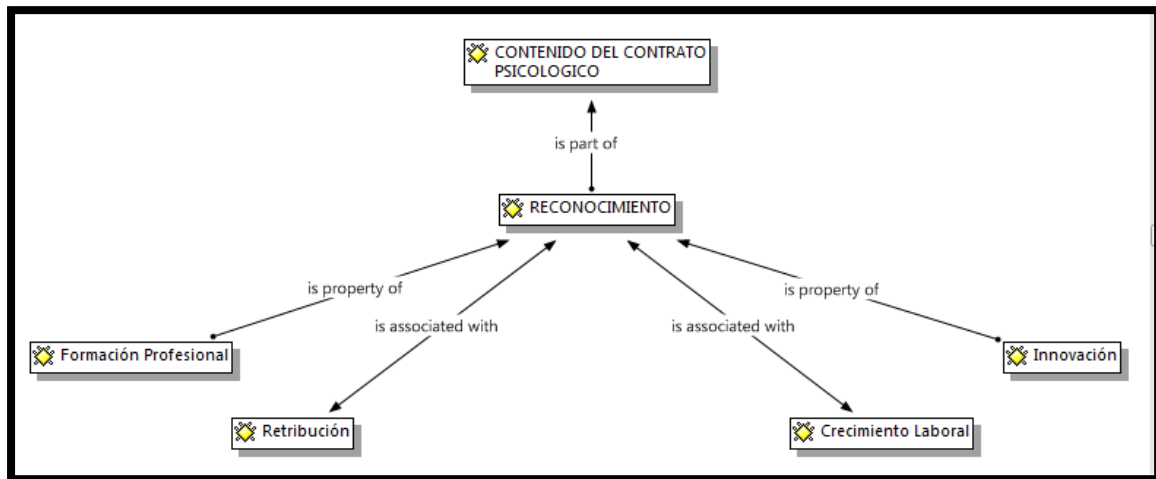 CONTENIDO DEL CONTRATO
PSICOLOGICO
is part of
RECONOCIMIENTO
is property of
is property of
is associated with
is associated with
Formación Profesional
Innovación
Retribución
Crecimiento Laboral